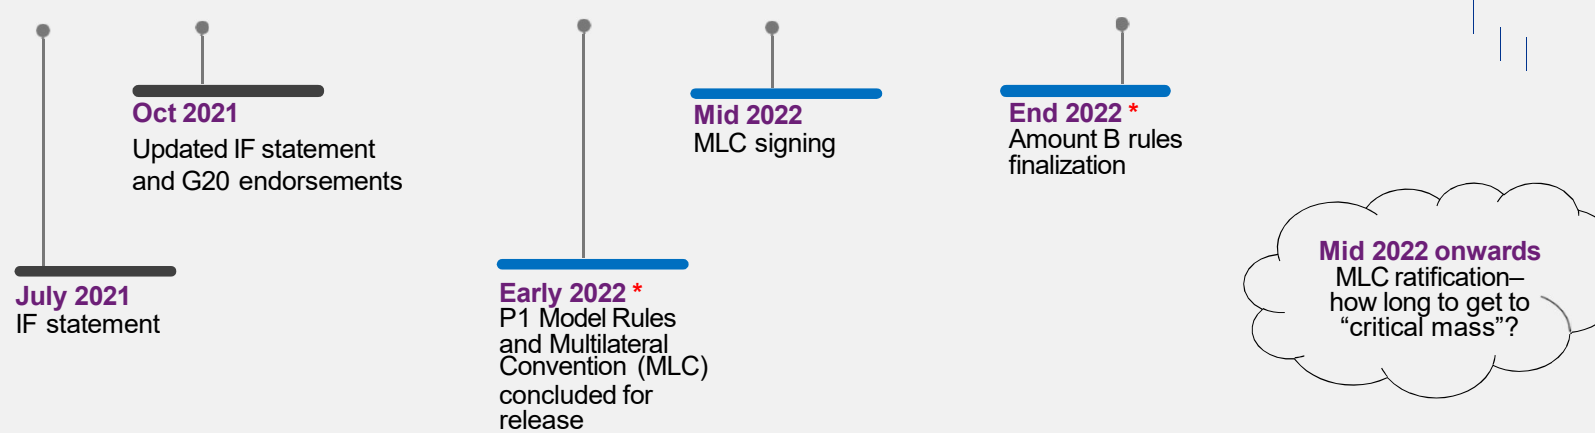 July 2021
IF statement
Oct 2021
Updated IF statement
and G20 endorsements
Early 2022 *
P1 Model Rules
and Multilateral
Convention (MLC)
concluded for
release
Mid 2022
MLC signing
End 2022 *
Amount B rules
finalization
Mid 2022 onwards
MLC ratification–
how long to get to
“critical mass”?